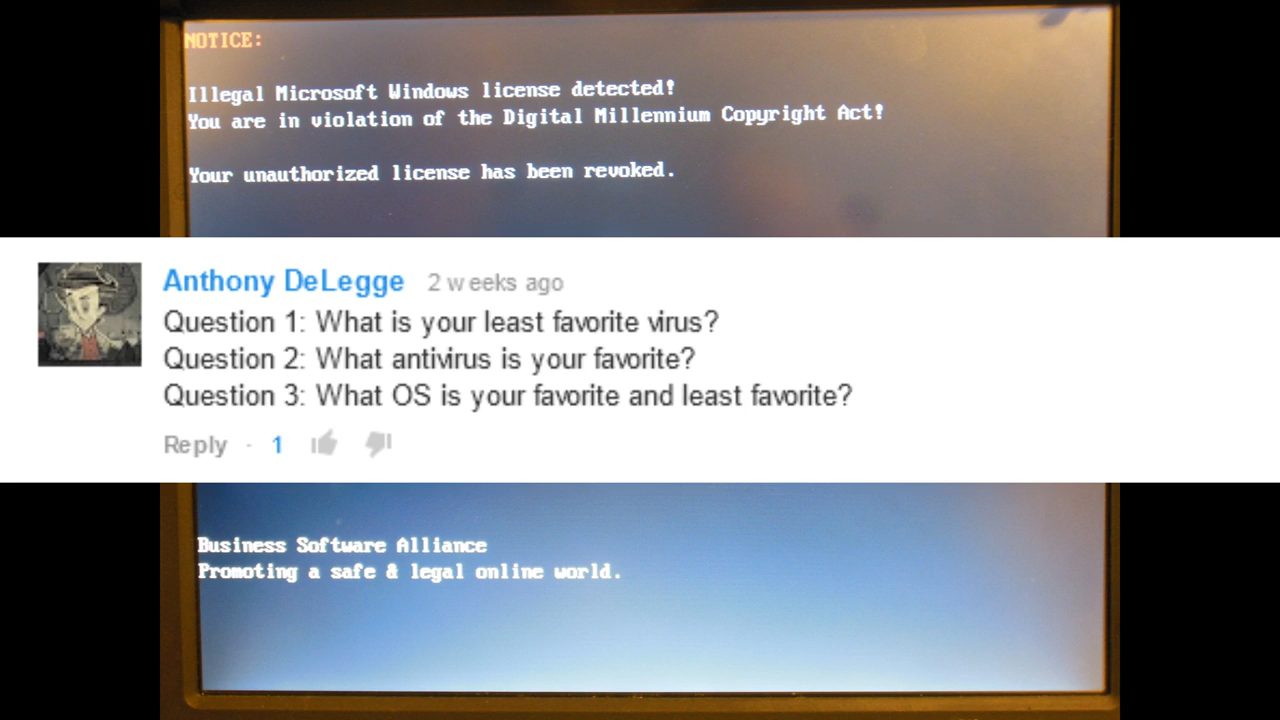 NOTICE:
Illegal Microsoft Windows license detected!
You are in violation of the Digital Millennium Copyright Act!
Your unauthorized license has been revoked.
Anthony DeLegge 2 weeks ago
Question 1: What is your least favorite virus?
Question 2: What antivirus is your favorite?
Question 3: What OS is your favorite and least favorite?
Reply · 1
Business Software Alliance
Promoting a safe & legal online world.